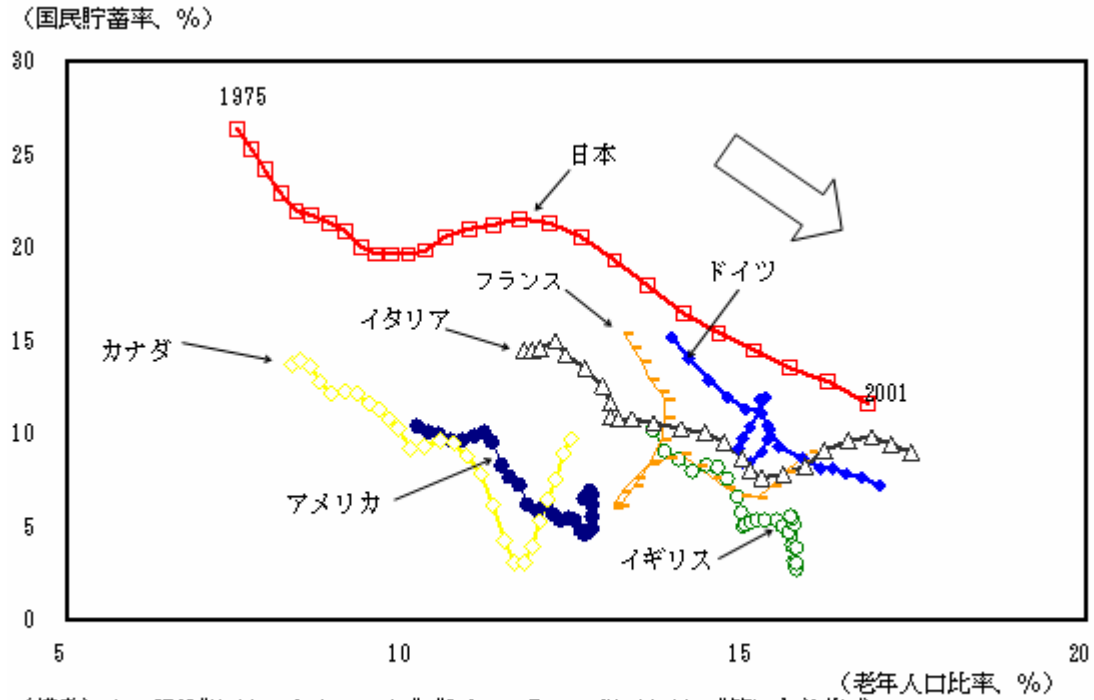 （国民貯蓄率、%）
30
1975
25
日本
20
フランス
ドイツ
イタリア
15
カナダ
2001
10
アメリカ
5
イギリス
0
5
10
15
20
（老年人口比率、%）